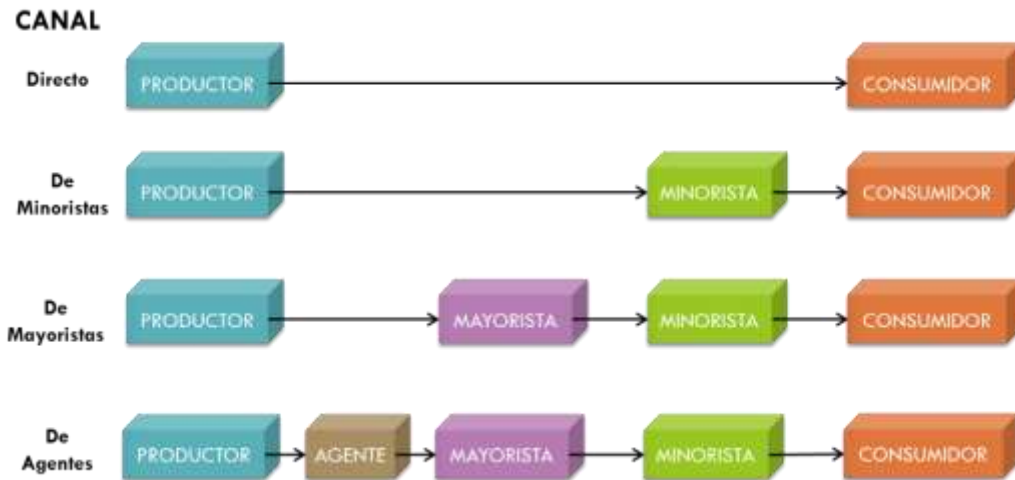 CANAL
Directo
PRODUCTOR
CONSUMIDOR
De
Minoristas
PRODUCTOR
MINORISTA
CONSUMIDOR
De
Mayoristas
PRODUCTOR
MAYORISTA
MINORISTA
CONSUMIDOR
De
Agentes
PRODUCTOR
AGENTE
MAYORISTA
MINORISTA
CONSUMIDOR